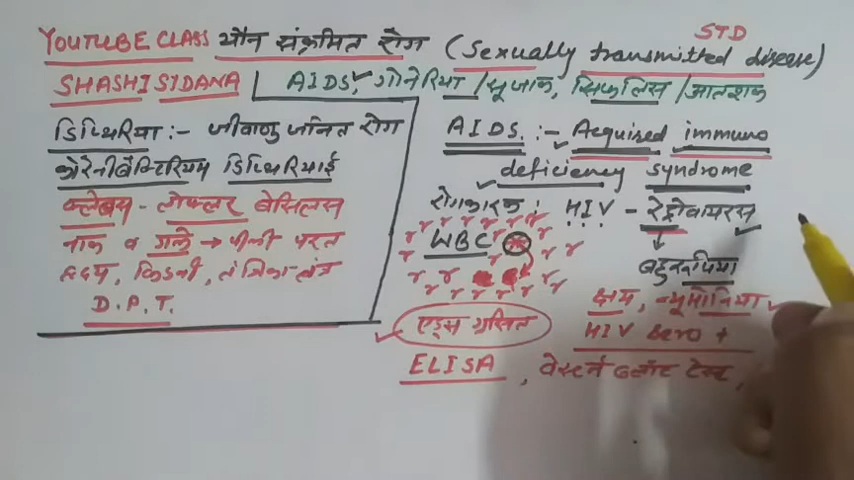 STD
YOUTUBE CLASS यौन संक्रमित रोग (Sexually transmitted disease)
SHASHI SIDANA AIDS, गोनेरिया/सूजाक, सिफलिस/आतशक
डिप्थिरिया:- जीवाणु जनित रोग
कोरेनीबैक्टिरियम डिप्थिरियाई
क्लेबस - लोफ्लर बेसिलस
नाक व गले → पीली परत
हृदय, किडनी, तंत्रिका-तंत्र
D.P.T.
AIDS :- Acquired immuno
deficiency syndrome
रोगकारक : HIV - रेट्रोवायरस
WBC
बहुरूपिया
क्षय, न्यूमोनिया
एड्स ग्रसित
HIV Sero +
ELISA, वेस्टर्न ब्लॉट टेस्ट,